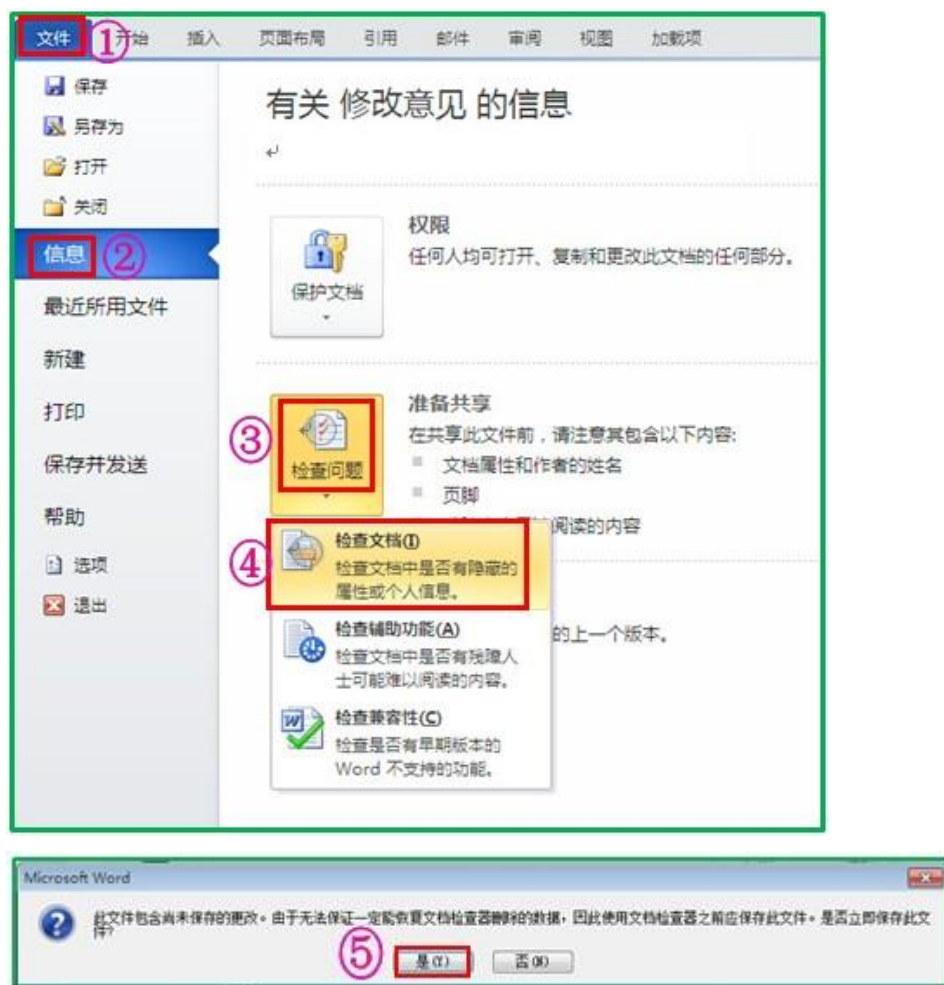 文件 ① 开始 插入 页面布局 引用 邮件 审阅 视图 加载项
保存
另存为
打开
关闭
信息 ②
最近所用文件
新建
打印
保存并发送
帮助
选项
退出
有关 修改意见 的信息
↵
保护文档
权限
任何人均可打开、复制和更改此文档的任何部分。
③
检查问题
准备共享
在共享此文件前,请注意其包含以下内容:
文档属性和作者的姓名
页脚
阅读的内容
④
检查文档(I)
检查文档中是否有隐藏的
属性或个人信息。
检查辅助功能(A)
检查文档中是否有残障人
士可能难以阅读的内容。
的上一个版本。
检查兼容性(C)
检查是否有早期版本的
Word 不支持的功能。
Microsoft Word
此文件包含尚未保存的更改。由于无法保证一定能恢复文档检查器删除的数据,因此使用文档检查器之前应保存此文件。是否立即保存此文
件?
⑤ 是(Y) 否(N)